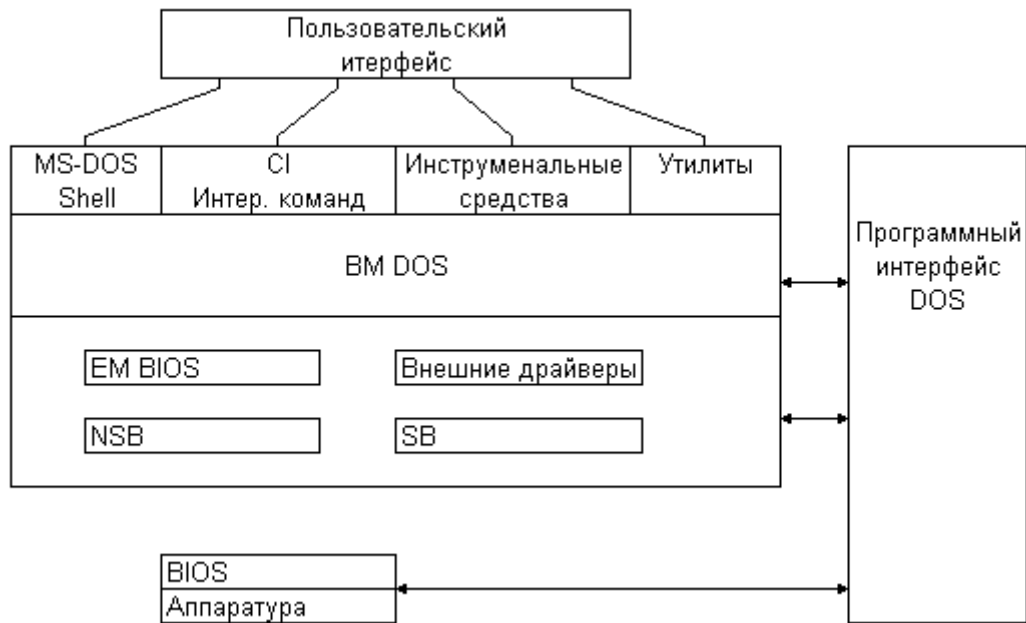 Пользовательский
итерфейс
MS-DOS
Shell
CI
Интер. команд
Инструменальные
средства
Утилиты
Программный
интерфейс
DOS
BM DOS
EM BIOS
Внешние драйверы
NSB
SB
BIOS
Аппаратура